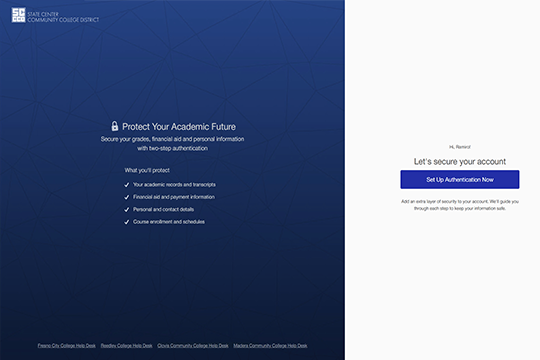 STATE CENTER
COMMUNITY COLLEGE DISTRICT
Protect Your Academic Future
Secure your grades, financial aid and personal information
with two-step authentication
What you'll protect
Your academic records and transcripts
Financial aid and payment information
Personal and contact details
Course enrollment and schedules
Fresno City College Help Desk Reedley College Help Desk Clovis Community College Help Desk Madera Community College Help Desk
Hi,
Let's secure your account
Set Up Authentication Now
Add an extra layer of security to your account. We'll guide you
through each step to keep your information safe.